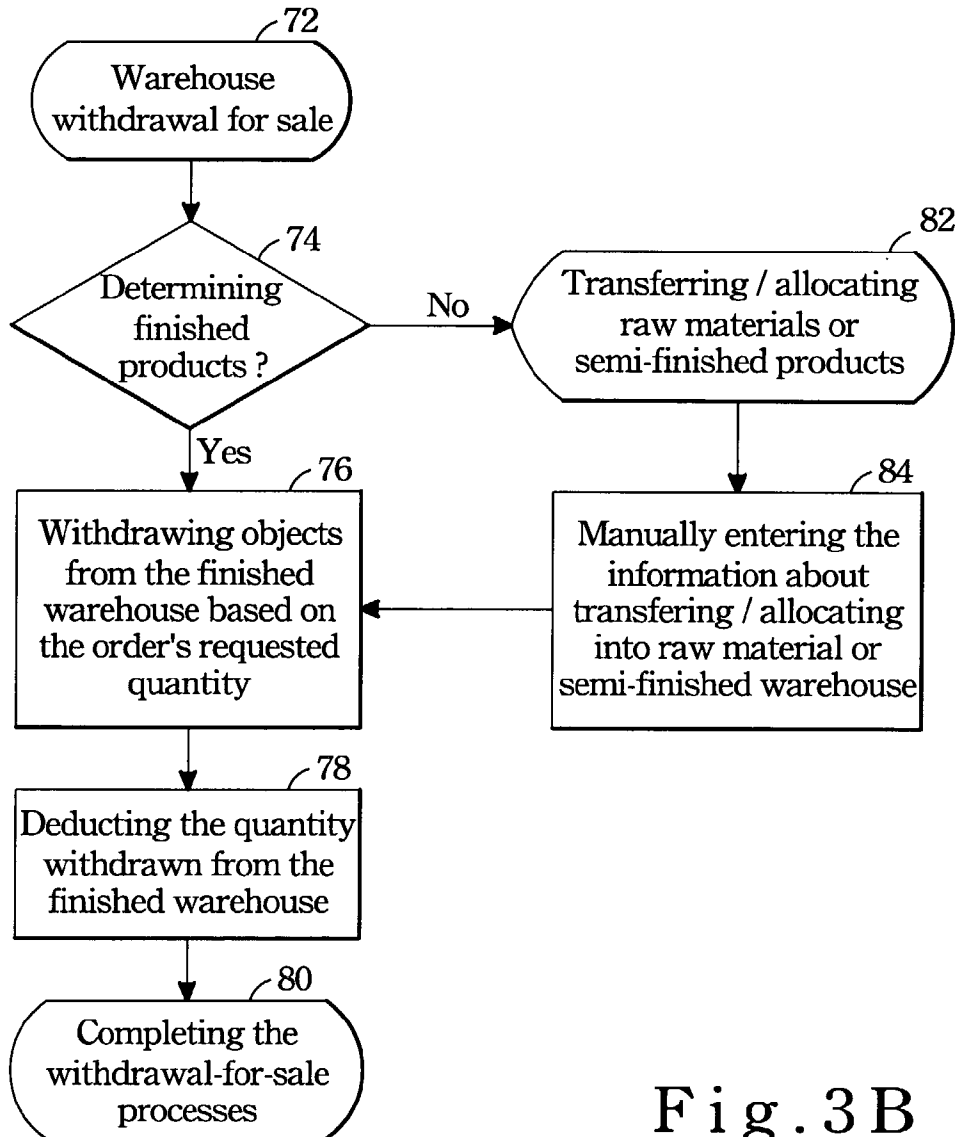 72
Warehouse
withdrawal for sale
74
Determining
finished
products ?
No
Yes
82
Transferring / allocating
raw materials or
semi-finished products
84
Manually entering the
information about
transfering / allocating
into raw material or
semi-finished warehouse
76
Withdrawing objects
from the finished
warehouse based on
the order's requested
quantity
78
Deducting the quantity
withdrawn from the
finished warehouse
80
Completing the
withdrawal-for-sale
processes
Fig.3B